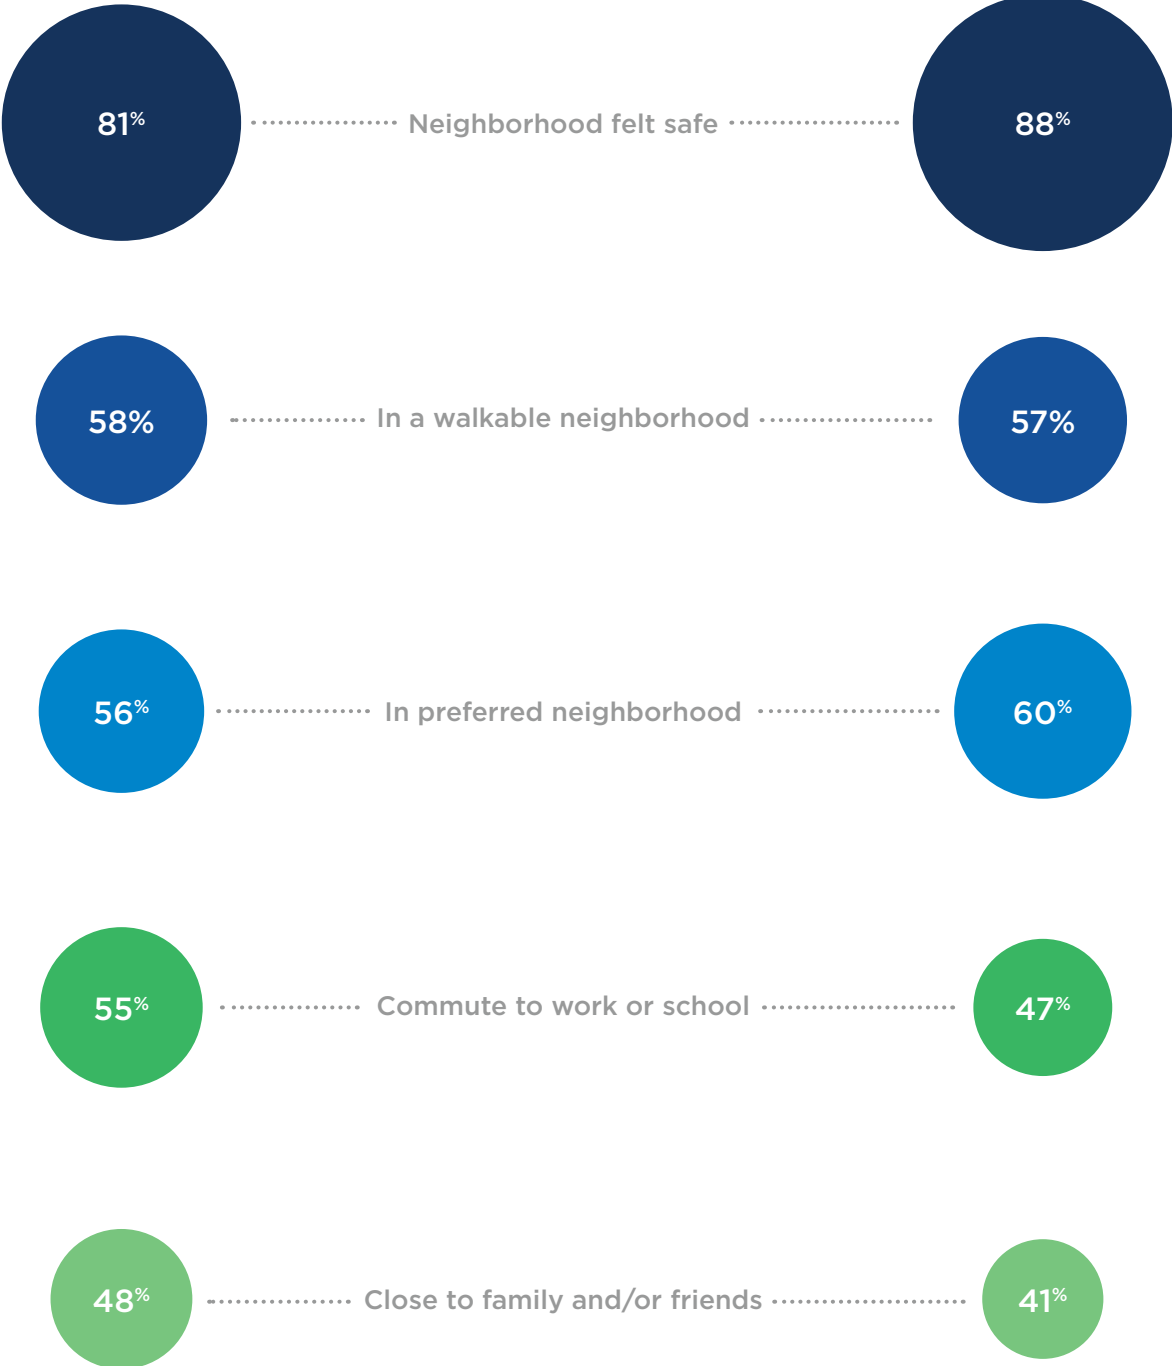 81% Neighborhood felt safe 88%
58% In a walkable neighborhood 57%
56% In preferred neighborhood 60%
55% Commute to work or school 47%
48% Close to family and/or friends 41%